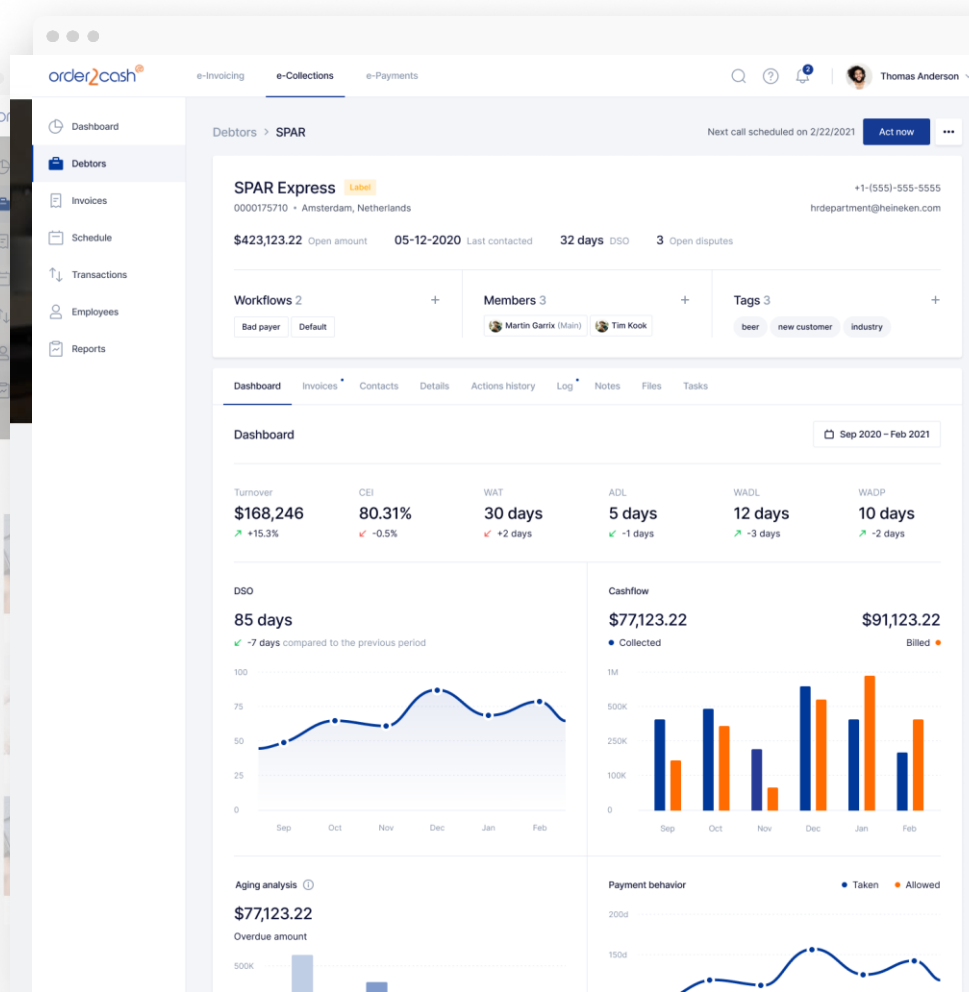 order2cash
e-Invoicing
e-Collections
e-Payments
2
Thomas Anderson
Dashboard
Debtors
Invoices
Schedule
Transactions
Employees
Reports
Debtors > SPAR
Next call scheduled on 2/22/2021
Act now
SPAR Express
Label
+1-(555)-555-5555
0000175710 • Amsterdam, Netherlands
hrdepartment@heineken.com
$423,123.22 Open amount
05-12-2020 Last contacted
32 days DSO
3 Open disputes
Workflows 2 +
Bad payer
Default
Members 3 +
Martin Garrix (Main)
Tim Kook
Tags 3 +
beer
new customer
industry
Dashboard
Invoices
Contacts
Details
Actions history
Log
Notes
Files
Tasks
Dashboard
Sep 2020 – Feb 2021
Turnover
$168,246
+15.3%
CEI
80.31%
-0.5%
WAT
30 days
+2 days
ADL
5 days
-1 days
WADL
12 days
-3 days
WADP
10 days
-2 days
DSO
85 days
-7 days compared to the previous period
100
75
50
25
0
Sep Oct Nov Dec Jan Feb
Cashflow
$77,123.22
Collected
$91,123.22
Billed
1M
500K
250K
100K
0
Sep Oct Nov Dec Jan Feb
Aging analysis
$77,123.22
Overdue amount
500K
Payment behavior
Taken
Allowed
200d
150d